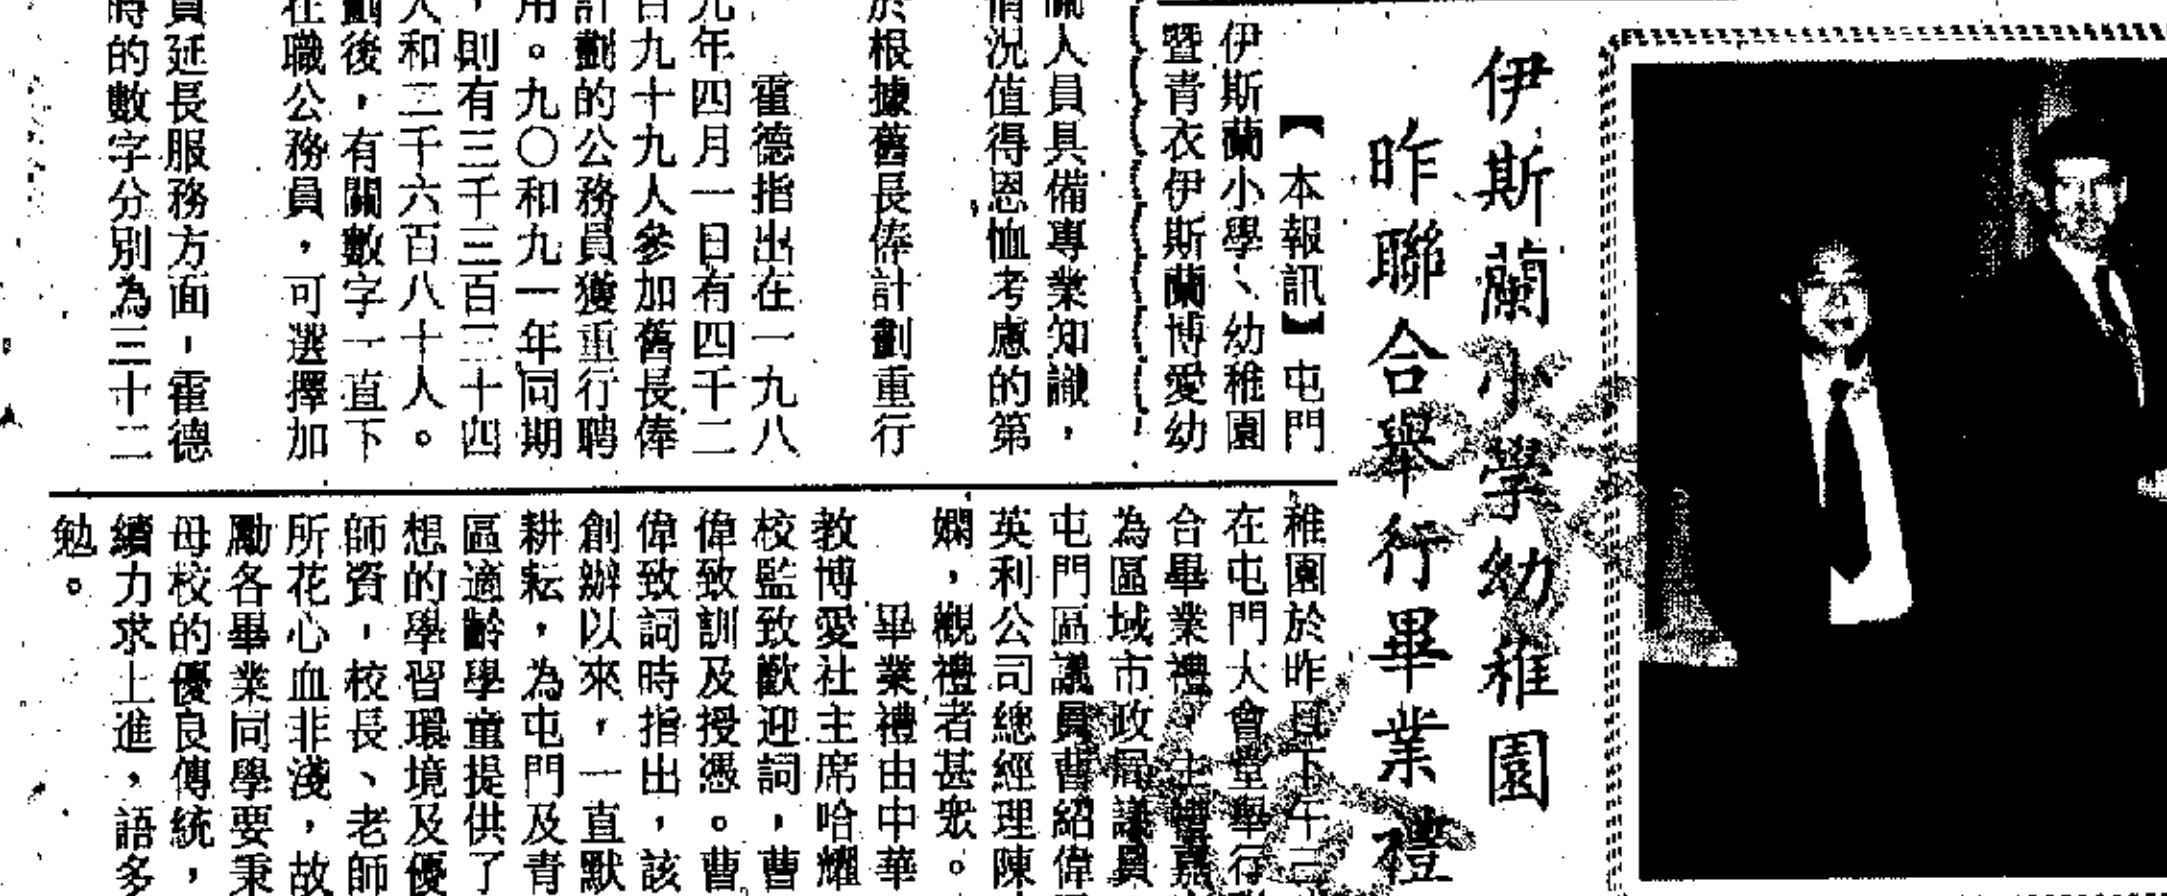 伊斯蘭小學幼稚園
昨聯合舉行畢業禮
【本報訊】屯門
伊斯蘭小學、幼稚園
暨青衣伊斯蘭博愛幼
稚園於昨日下午三
在屯門大會堂舉行
合畢業禮,主禮嘉
為區域市政局議員
屯門區議員曹紹偉
英利公司總經理陳
嫻,觀禮者甚眾。
畢業禮由中華
教博愛社主席哈耀
校監致歡迎詞,曹
偉致訓及授憑。曹
偉致詞時指出,該
創辦以來,一直默
耕耘,為屯門及青
區適齡學童提供了
想的學習環境及優
師資,校長、老師
所花心血非淺,故
勵各畢業同學要秉
母校的優良傳統,
續力求上進,語多
勉。
人員具備專業知識,
情況值得恩恤考慮的第
於根據舊長俸計劃重行
霍德指出在一九八
年四月一日有四千二
百九十九人參加舊長俸
計劃的公務員獲重行聘
用。九〇和九一年同期
,則有三千三百三十四
人和二千六百八十人。
劃後,有關數字一直下
在職公務員,可選擇加
員延長服務方面,霍德
時的數字分別為三十二